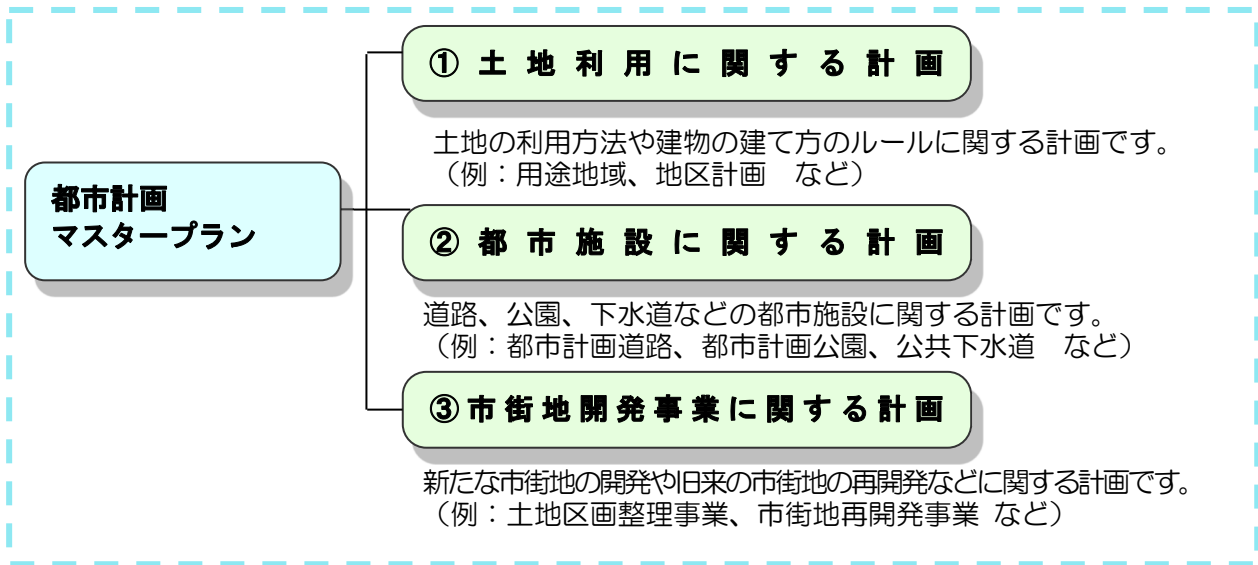 都市計画
マスタープラン
①土地利用に関する計画
土地の利用方法や建物の建て方のルールに関する計画です。
（例：用途地域、地区計画　など）
②都市施設に関する計画
道路、公園、下水道などの都市施設に関する計画です。
（例：都市計画道路、都市計画公園、公共下水道　など）
③市街地開発事業に関する計画
新たな市街地の開発や旧来の市街地の再開発などに関する計画です。
（例：土地区画整理事業、市街地再開発事業 など）